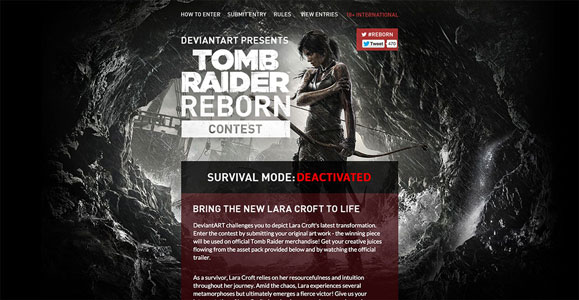 HOW TO ENTER SUBMIT ENTRY RULES VIEW ENTRIES 18+ INTERNATIONAL
#REBORN
Tweet 470
DEVIANTART PRESENTS
TOMB
RAIDER
REBORN
CONTEST
SURVIVAL MODE: DEACTIVATED
BRING THE NEW LARA CROFT TO LIFE
DeviantART challenges you to depict Lara Croft's latest transformation.
Enter the contest by submitting your original art work - the winning piece
will be used on official Tomb Raider merchandise! Get your creative juices
flowing from the asset pack provided below and by watching the official
trailer.
As a survivor, Lara Croft relies on her resourcefulness and intuition
throughout her journey. Amid the chaos, Lara experiences several
metamorphoses but ultimately emerges a fierce victor! Give us your